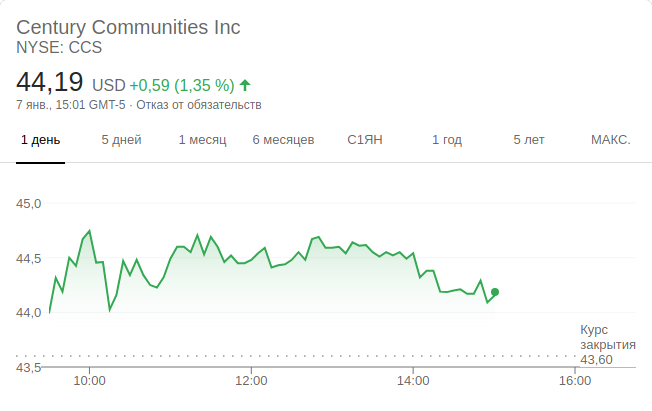 Century Communities Inc
NYSE: CCS
44,19 USD +0,59 (1,35 %)
7 янв., 15:01 GMT-5 · Отказ от обязательств
1 день 5 дней 1 месяц 6 месяцев С1ЯН 1 год 5 лет МАКС.
45,0
44,5
44,0
Курс
закрытия
43,60
43,5
10:00 12:00 14:00 16:00